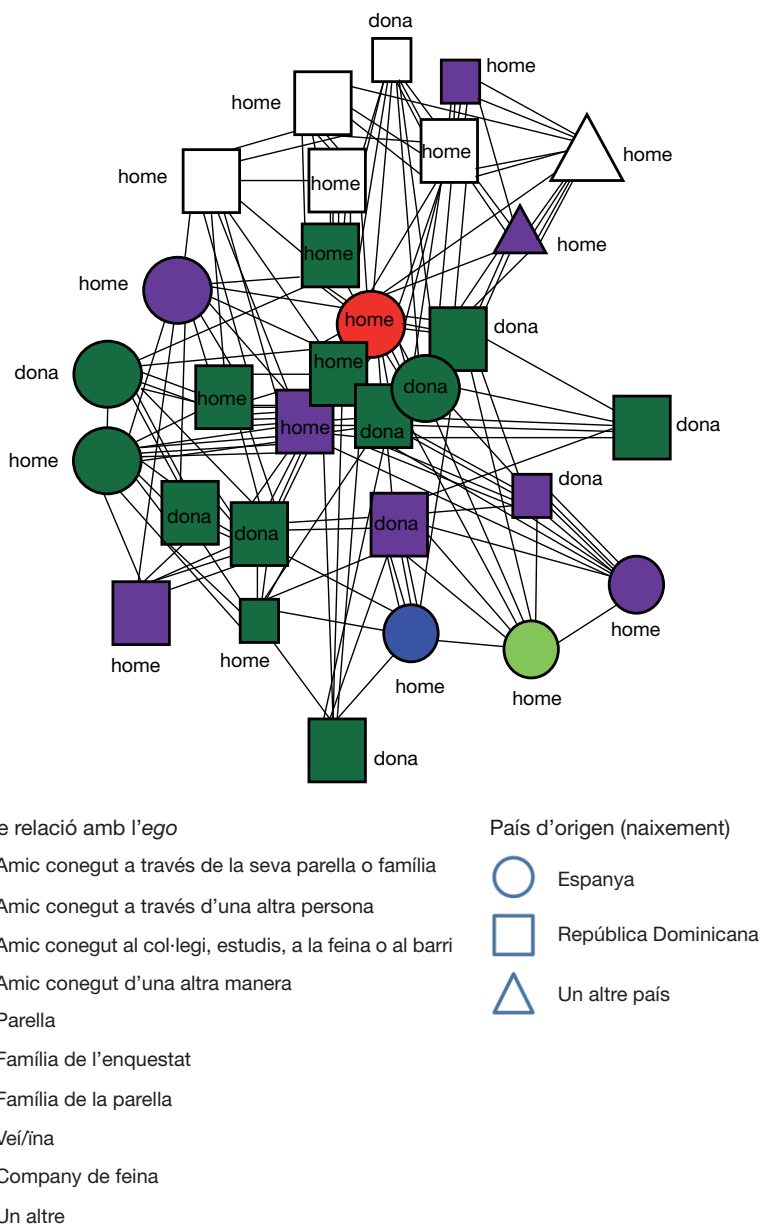 dona
home
home
home
home
home
home
home
home
home
home
dona
home
dona
dona
home
home
dona
dona
home
dona
dona
dona
dona
home
home
home
home
home
dona
e relació amb l'ego
Amic conegut a través de la seva parella o família
Amic conegut a través d'una altra persona
Amic conegut al col·legi, estudis, a la feina o al barri
Amic conegut d'una altra manera
Parella
Família de l'enquestat
Família de la parella
Veí/ïna
Company de feina
Un altre
País d'origen (naixement)
Espanya
República Dominicana
Un altre país